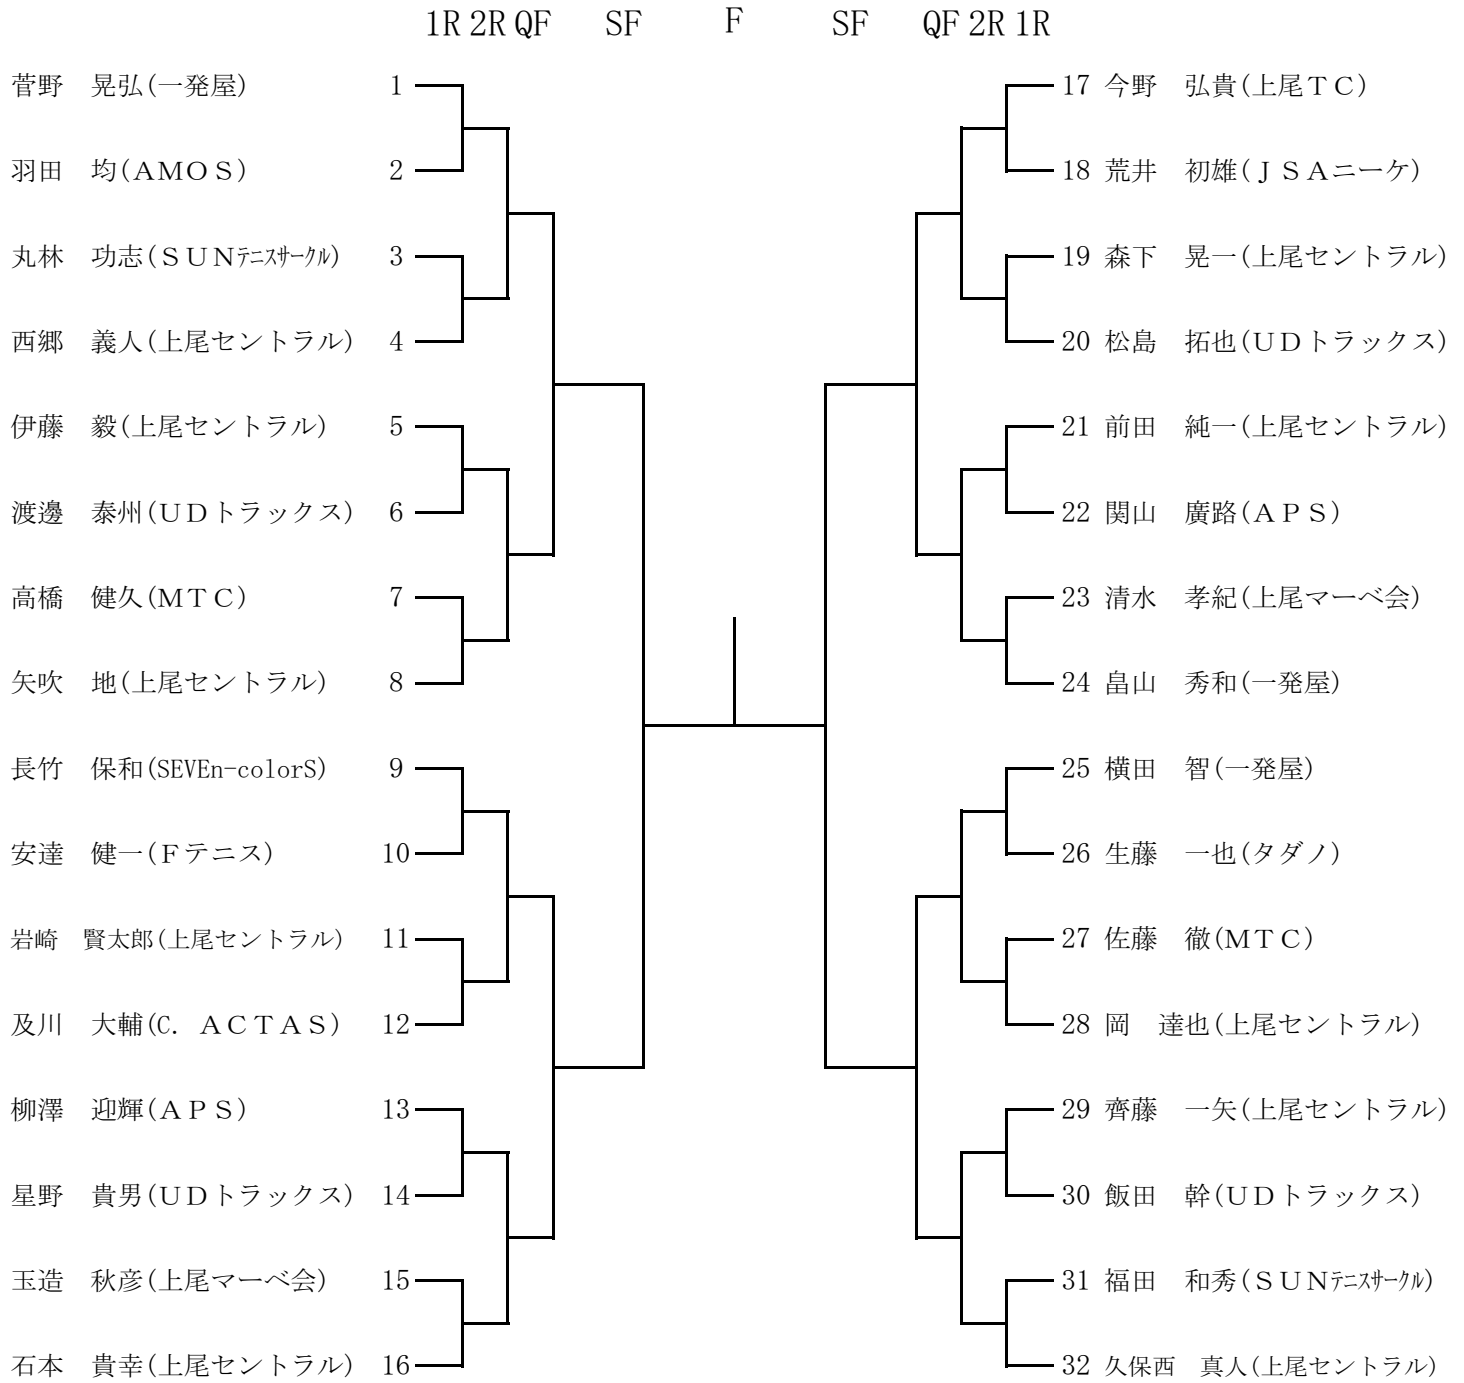 1R 2R QF SF F SF QF 2R 1R
菅野　晃弘(一発屋) 1
羽田　均(ＡＭＯＳ) 2
丸林　功志(ＳＵＮﾃﾆｽｻｰｸﾙ) 3
西郷　義人(上尾セントラル) 4
伊藤　毅(上尾セントラル) 5
渡邊　泰州(ＵＤトラックス) 6
高橋　健久(ＭＴＣ) 7
矢吹　地(上尾セントラル) 8
長竹　保和(SEVEn-colorS) 9
安達　健一(Ｆテニス) 10
岩崎　賢太郎(上尾セントラル) 11
及川　大輔(C. ＡＣＴＡＳ) 12
柳澤　迎輝(ＡＰＳ) 13
星野　貴男(ＵＤトラックス) 14
玉造　秋彦(上尾マーベ会) 15
石本　貴幸(上尾セントラル) 16
17 今野　弘貴(上尾ＴＣ)
18 荒井　初雄(ＪＳＡニーケ)
19 森下　晃一(上尾セントラル)
20 松島　拓也(ＵＤトラックス)
21 前田　純一(上尾セントラル)
22 関山　廣路(ＡＰＳ)
23 清水　孝紀(上尾マーベ会)
24 畠山　秀和(一発屋)
25 横田　智(一発屋)
26 生藤　一也(タダノ)
27 佐藤　徹(ＭＴＣ)
28 岡　達也(上尾セントラル)
29 齊藤　一矢(上尾セントラル)
30 飯田　幹(ＵＤトラックス)
31 福田　和秀(ＳＵＮﾃﾆｽｻｰｸﾙ)
32 久保西　真人(上尾セントラル)